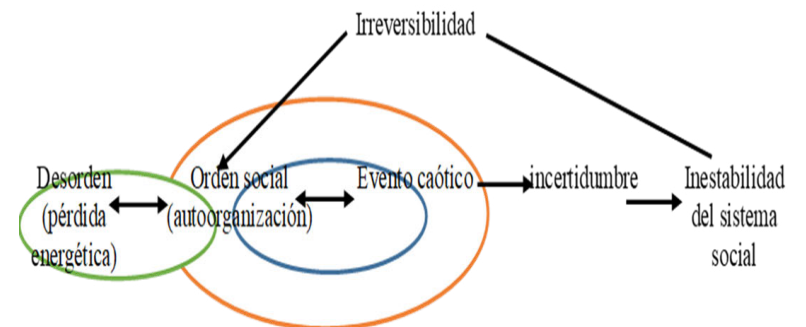 Irreversibilidad
Desorden
(pérdida
energética)
Orden social
(autoorganización)
Evento caótico
incertidumbre
Inestabilidad
del sistema
social